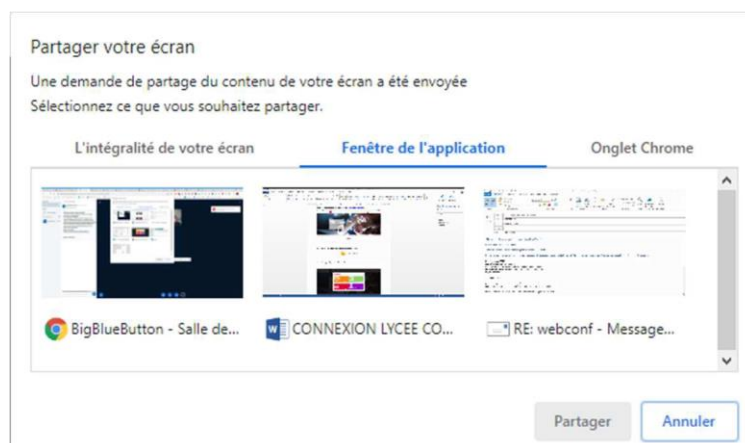 Partager votre écran
Une demande de partage du contenu de votre écran a été envoyée
Sélectionnez ce que vous souhaitez partager.
L'intégralité de votre écran
Fenêtre de l'application
Onglet Chrome
BigBlueButton - Salle de...
CONNEXION LYCEE CO...
RE: webconf - Message...
Partager
Annuler